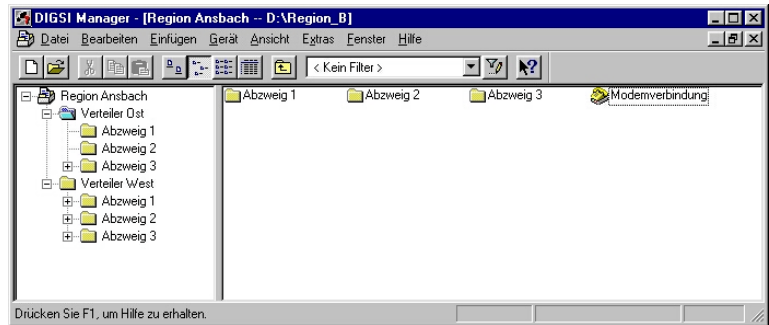 DIGSI Manager - [Region Ansbach -- D:\Region_B]
Datei Bearbeiten Einfügen Gerät Ansicht Extras Fenster Hilfe
< Kein Filter >
Region Ansbach
Verteiler Ost
Abzweig 1
Abzweig 2
Abzweig 3
Verteiler West
Abzweig 1
Abzweig 2
Abzweig 3
Abzweig 1 Abzweig 2 Abzweig 3 Modemverbindung
Drücken Sie F1, um Hilfe zu erhalten.